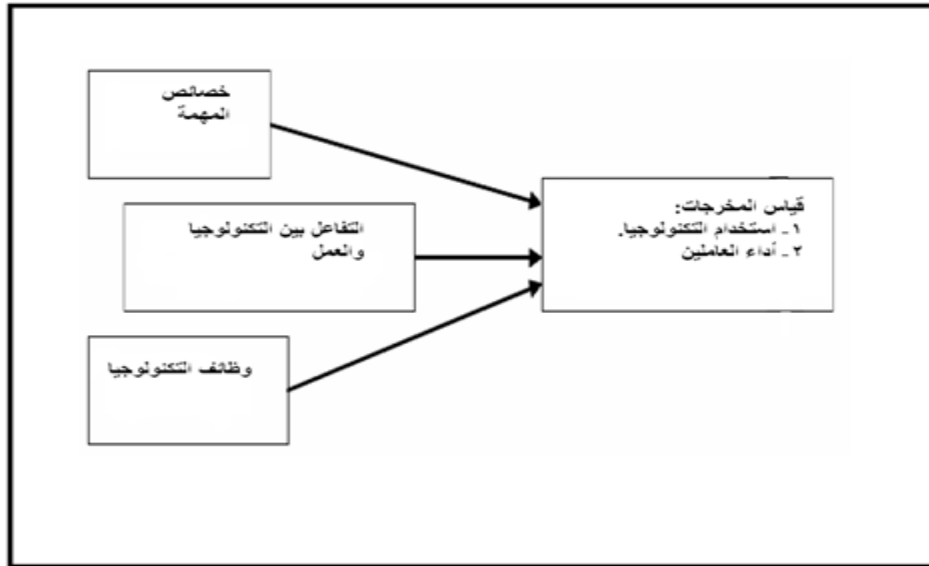 خصائص
المهمة
التفاعل بين التكنولوجيا
والعمل
وظائف التكنولوجيا
قياس المخرجات:
١- استخدام التكنولوجيا.
٢- أداء العاملين